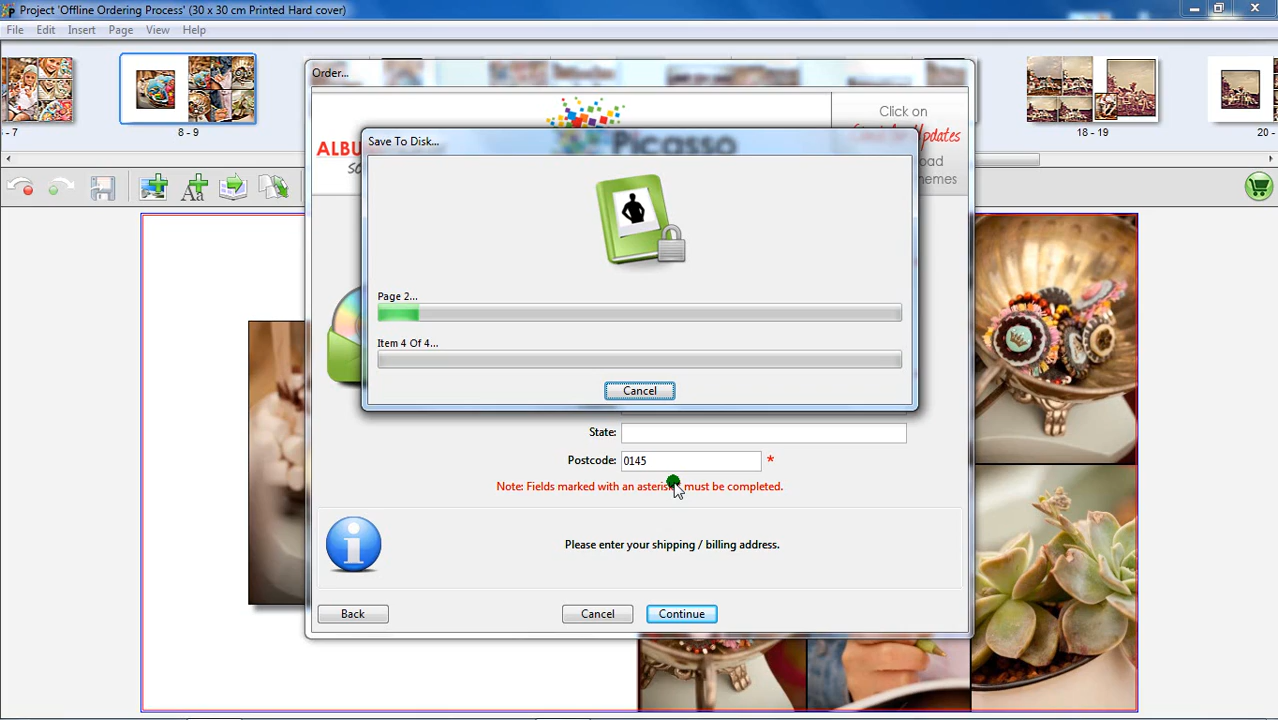 Project 'Offline Ordering Process' (30 x 30 cm Printed Hard cover)
File Edit Insert Page View Help
- 7
8 - 9
18 - 19
20 -
Order...
Click on
Updates
ALBU
Picasso
hemes
Save To Disk...
Page 2...
Item 4 Of 4...
Cancel
State:
Postcode: 0145 *
Note: Fields marked with an asterisk must be completed.
Please enter your shipping / billing address.
Back Cancel Continue